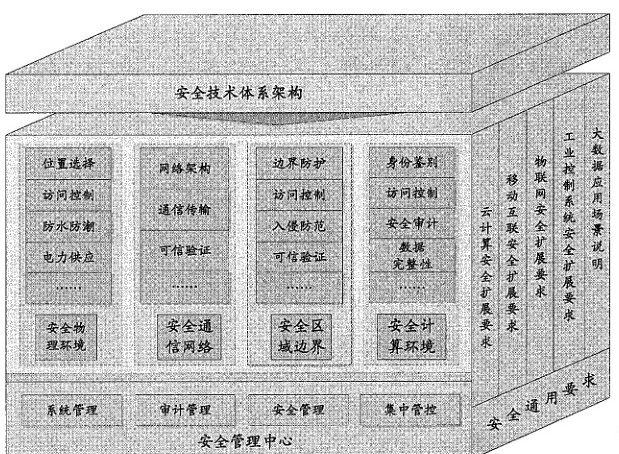 安全技术体系架构
位置选择
访问控制
防水防潮
电力供应
……
安全物
理环境
网络架构
通信传输
可信验证
……
安全通
信网络
边界防护
访问控制
入侵防范
可信验证
……
安全区
域边界
身份鉴别
访问控制
安全审计
数据
完整性
……
安全计
算环境
云计算安全扩展要求
移动互联安全扩展要求
物联网安全扩展要求
工业控制系统安全扩展要求
大数据应用场景说明
安全通用要求
系统管理
审计管理
安全管理
集中管控
安全管理中心